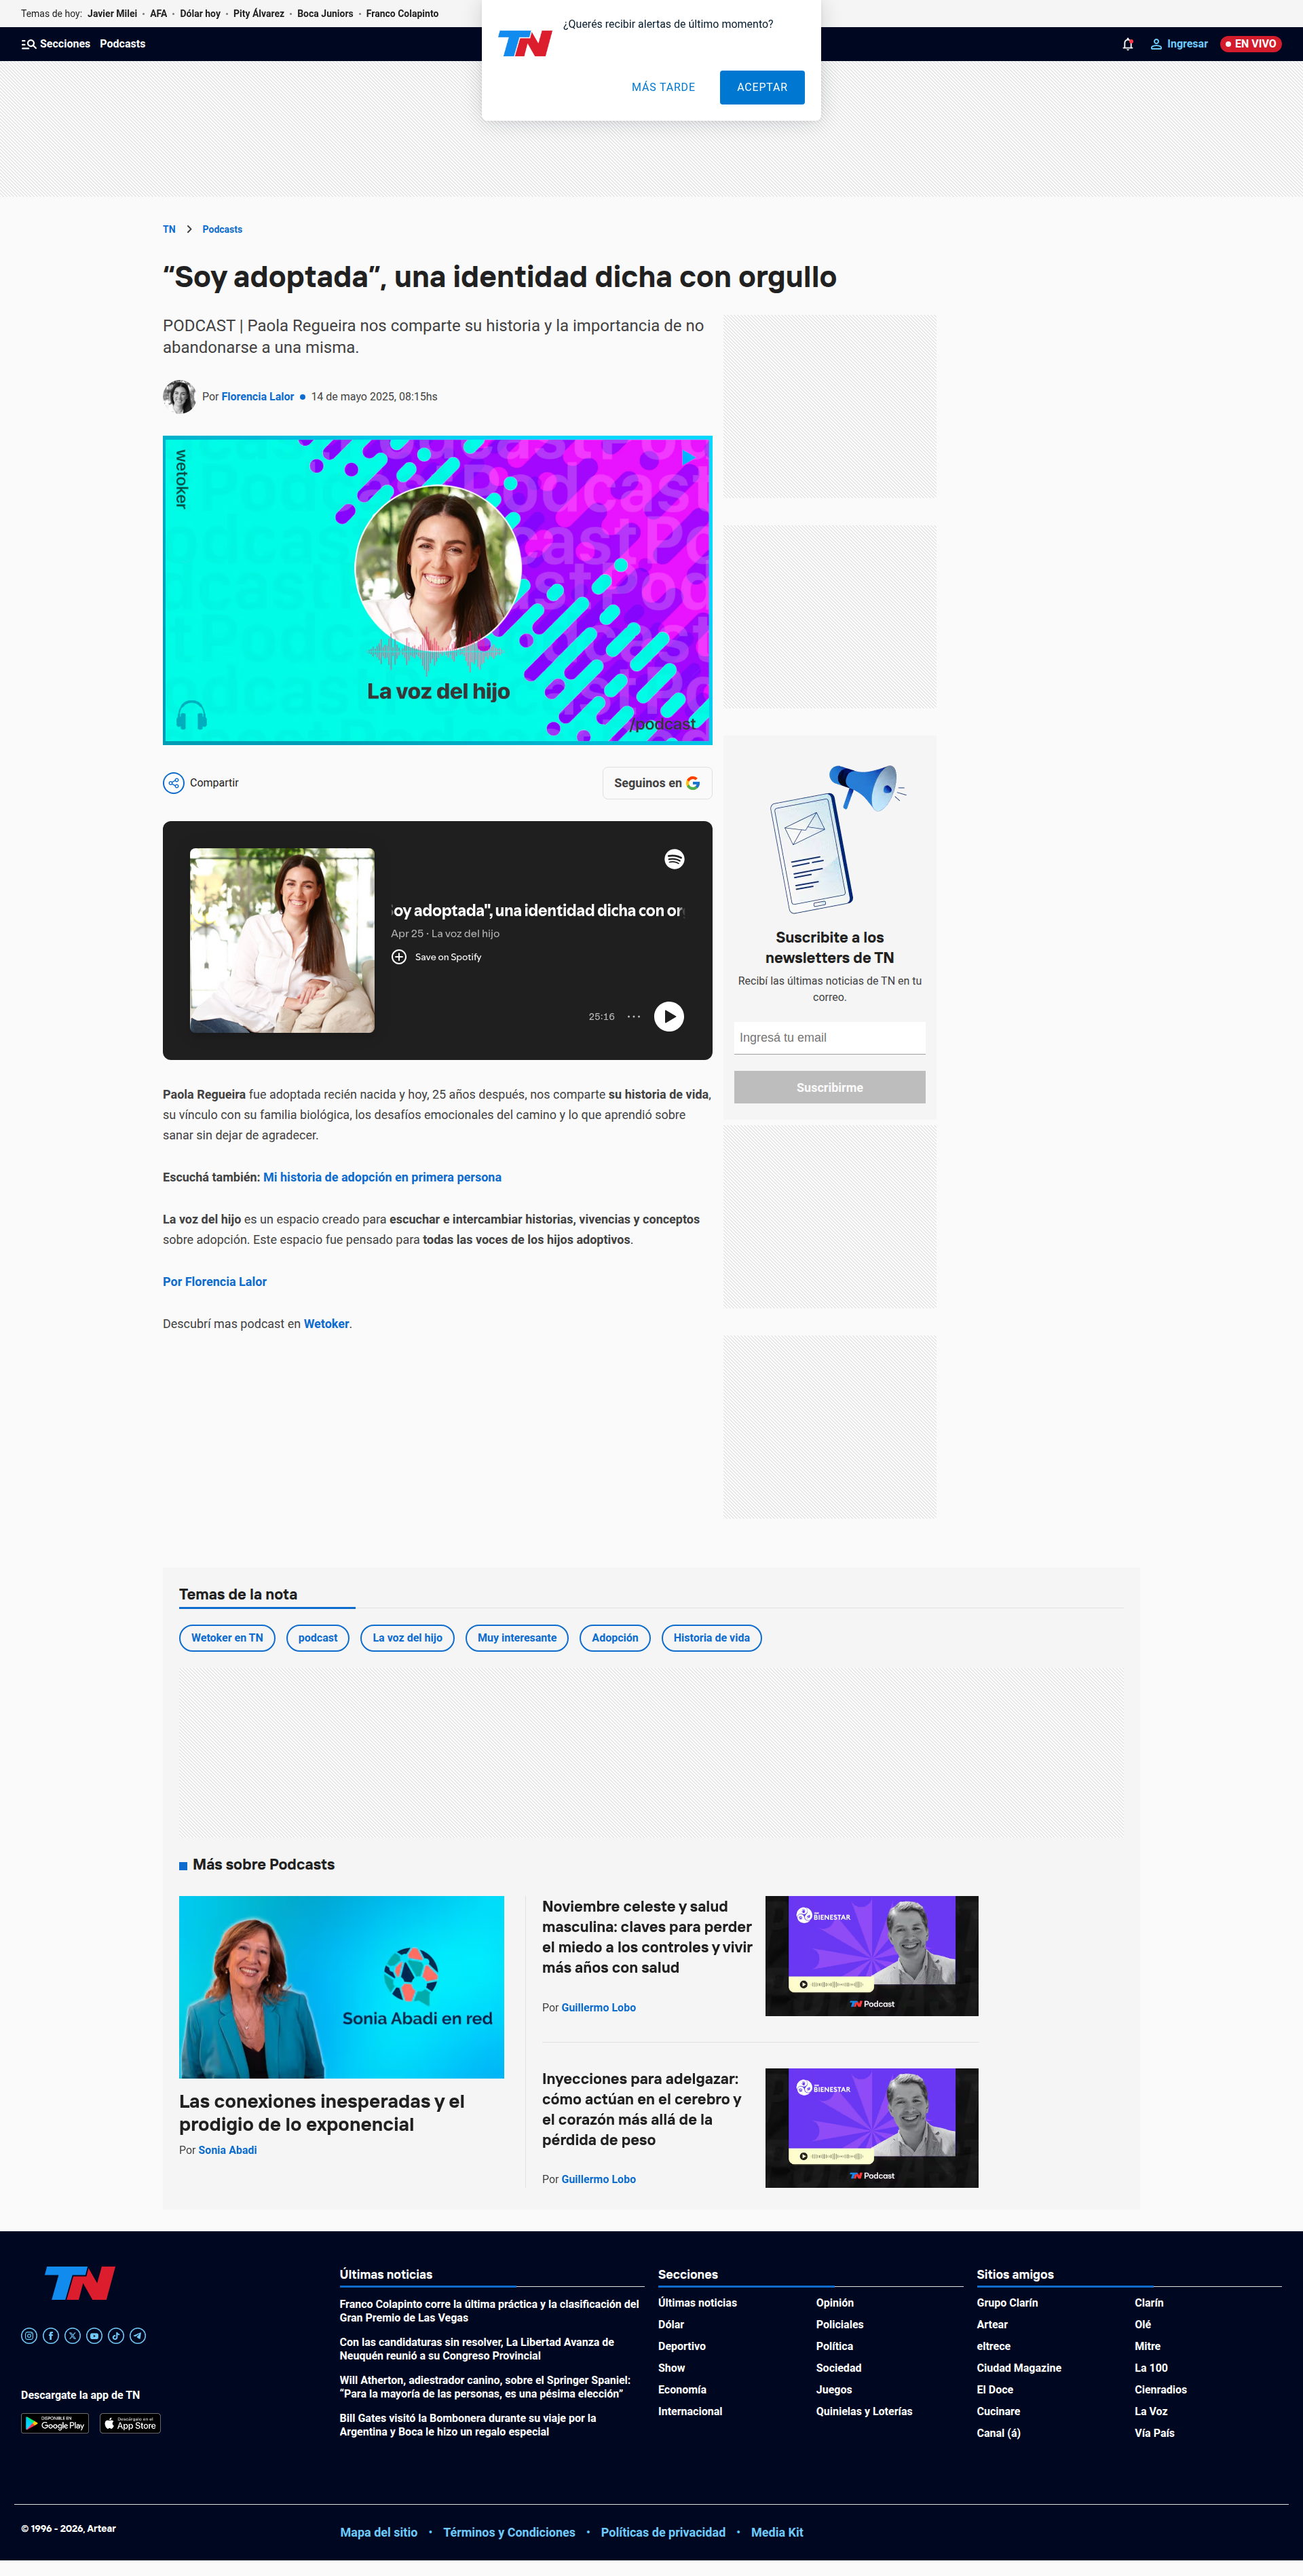 Temas de hoy: Javier Milei • AFA • Dólar hoy • Pity Álvarez • Boca Juniors • Franco Colapinto
TN
¿Querés recibir alertas de último momento?
MÁS TARDE
ACEPTAR
Secciones
Podcasts
Ingresar
EN VIVO
TN > Podcasts
“Soy adoptada”, una identidad dicha con orgullo
PODCAST | Paola Regueira nos comparte su historia y la importancia de no
abandonarse a una misma.
Por Florencia Lalor • 14 de mayo 2025, 08:15hs
wetoker
La voz del hijo
/podcast
Compartir
Seguinos en
oy adoptada", una identidad dicha con or
Apr 25 · La voz del hijo
Save on Spotify
25:16
Paola Regueira fue adoptada recién nacida y hoy, 25 años después, nos comparte su historia de vida,
su vínculo con su familia biológica, los desafíos emocionales del camino y lo que aprendió sobre
sanar sin dejar de agradecer.
Escuchá también: Mi historia de adopción en primera persona
La voz del hijo es un espacio creado para escuchar e intercambiar historias, vivencias y conceptos
sobre adopción. Este espacio fue pensado para todas las voces de los hijos adoptivos.
Por Florencia Lalor
Descubrí mas podcast en Wetoker.
Suscribite a los
newsletters de TN
Recibí las últimas noticias de TN en tu
correo.
Ingresá tu email
Suscribirme
Temas de la nota
Wetoker en TN
podcast
La voz del hijo
Muy interesante
Adopción
Historia de vida
Más sobre Podcasts
Sonia Abadi en red
Las conexiones inesperadas y el
prodigio de lo exponencial
Por Sonia Abadi
Noviembre celeste y salud
masculina: claves para perder
el miedo a los controles y vivir
más años con salud
Por Guillermo Lobo
BIENESTAR
TN Podcast
Inyecciones para adelgazar:
cómo actúan en el cerebro y
el corazón más allá de la
pérdida de peso
Por Guillermo Lobo
BIENESTAR
TN Podcast
TN
Descargate la app de TN
DISPONIBLE EN
Google Play
Descárgalo en el
App Store
Últimas noticias
Franco Colapinto corre la última práctica y la clasificación del
Gran Premio de Las Vegas
Con las candidaturas sin resolver, La Libertad Avanza de
Neuquén reunió a su Congreso Provincial
Will Atherton, adiestrador canino, sobre el Springer Spaniel:
“Para la mayoría de las personas, es una pésima elección”
Bill Gates visitó la Bombonera durante su viaje por la
Argentina y Boca le hizo un regalo especial
Secciones
Últimas noticias
Dólar
Deportivo
Show
Economía
Internacional
Opinión
Policiales
Política
Sociedad
Juegos
Quinielas y Loterías
Sitios amigos
Grupo Clarín
Artear
eltrece
Ciudad Magazine
El Doce
Cucinare
Canal (á)
Clarín
Olé
Mitre
La 100
Cienradios
La Voz
Vía País
© 1996 - 2026, Artear
Mapa del sitio • Términos y Condiciones • Políticas de privacidad • Media Kit